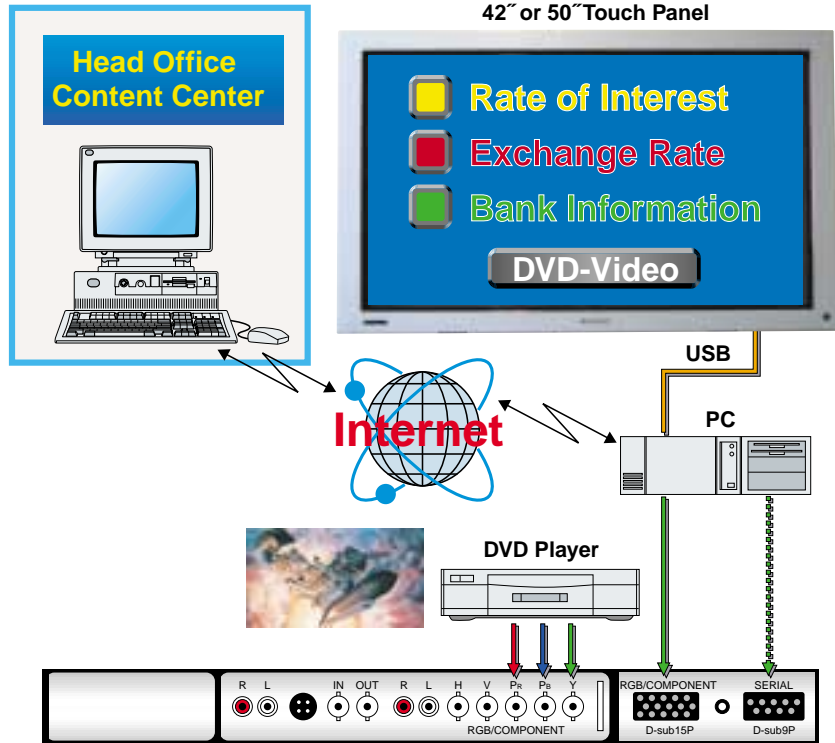 42″ or 50″ Touch Panel
Head Office
Content Center
Rate of Interest
Exchange Rate
Bank Information
DVD-Video
USB
PC
Internet
DVD Player
R L IN OUT R L H V PR PB Y
RGB/COMPONENT
RGB/COMPONENT SERIAL
D-sub15P D-sub9P